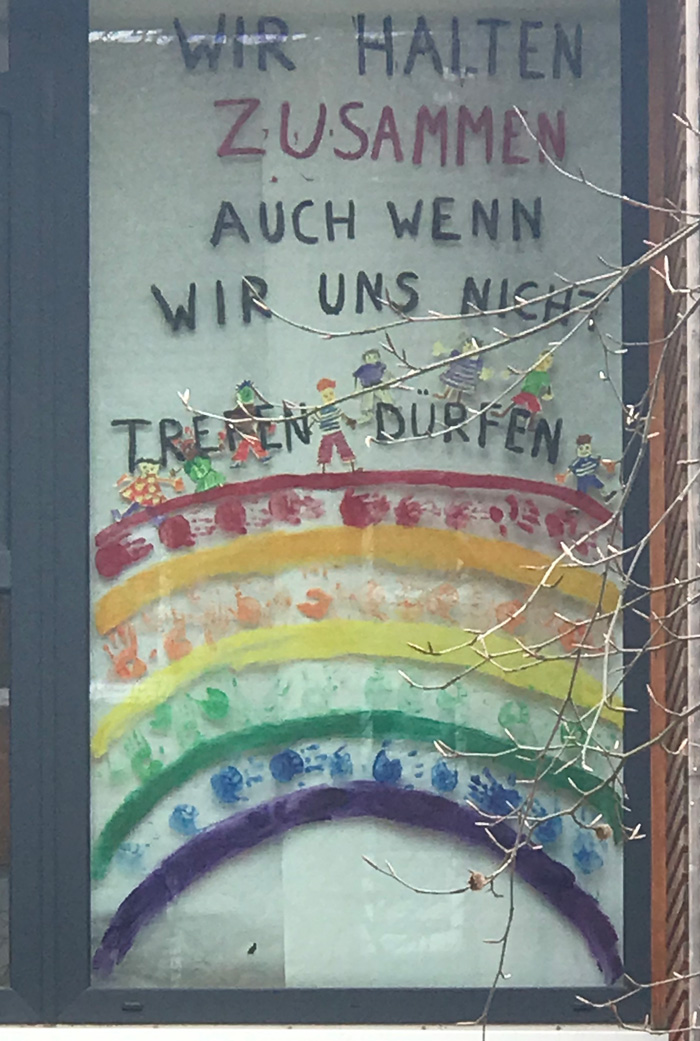 WIR HALTEN
ZUSAMMEN
AUCH WENN
WIR UNS NICHT
TREFFEN DÜRFEN